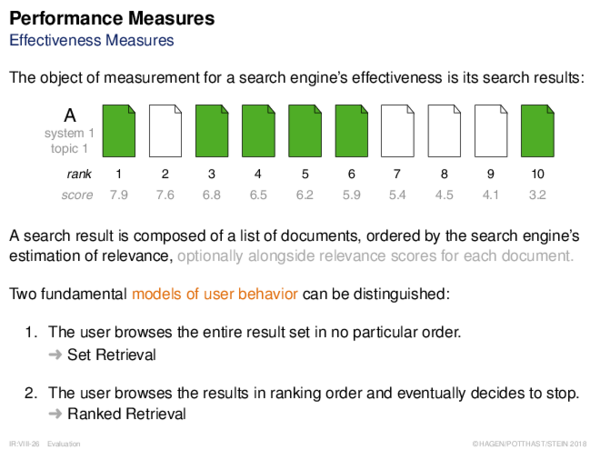 Performance Measures
Effectiveness Measures
The object of measurement for a search engine's effectiveness is its search results:
A
system 1
topic 1
rank 1 2 3 4 5 6 7 8 9 10
score 7.9 7.6 6.8 6.5 6.2 5.9 5.4 4.5 4.1 3.2
A search result is composed of a list of documents, ordered by the search engine's
estimation of relevance, optionally alongside relevance scores for each document.
Two fundamental models of user behavior can be distinguished:
1. The user browses the entire result set in no particular order.
➜ Set Retrieval
2. The user browses the results in ranking order and eventually decides to stop.
➜ Ranked Retrieval
IR:VIII-26 Evaluation ©HAGEN/POTTHAST/STEIN 2018